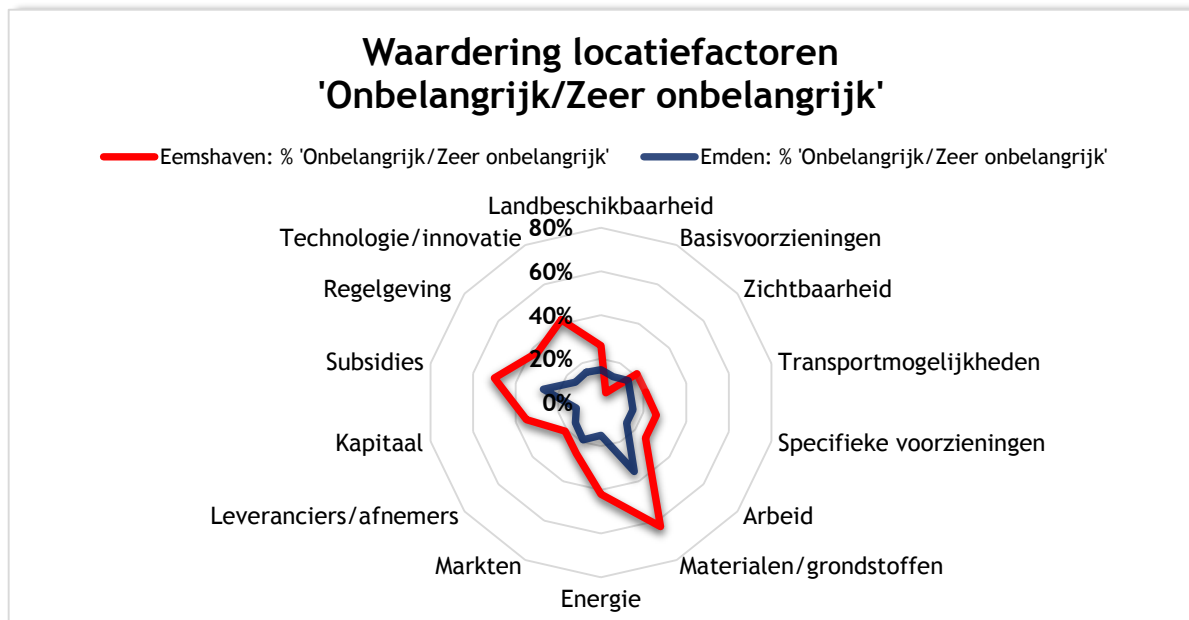 Waardering locatiefactoren
'Onbelangrijk/Zeer onbelangrijk'
Eemshaven: % 'Onbelangrijk/Zeer onbelangrijk'
Emden: % 'Onbelangrijk/Zeer onbelangrijk'
Landbeschikbaarheid
Basisvoorzieningen
Zichtbaarheid
Transportmogelijkheden
Specifieke voorzieningen
Arbeid
Materialen/grondstoffen
Energie
Markten
Leveranciers/afnemers
Kapitaal
Subsidies
Regelgeving
Technologie/innovatie
80%
60%
40%
20%
0%